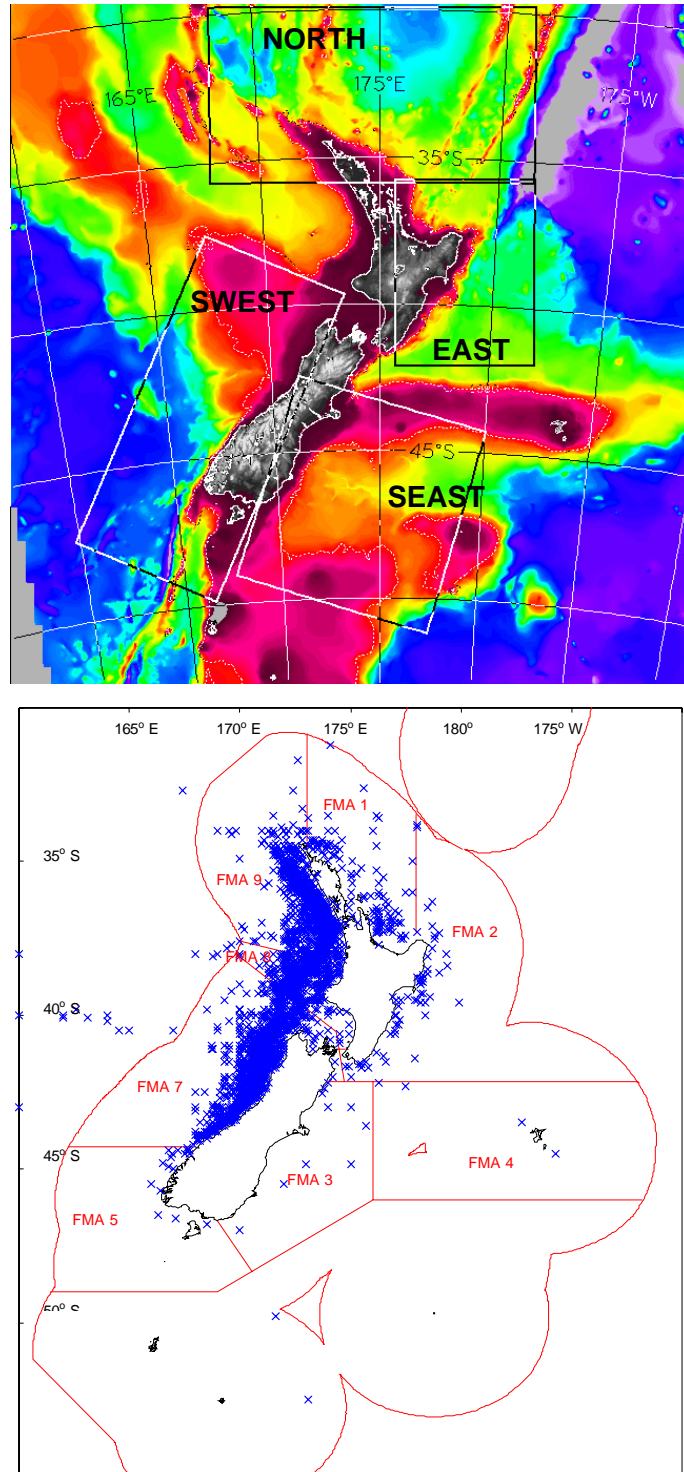 NORTH
165°E
175°E
175°W
35°S
SWEST
EAST
45°S
SEAST
165° E 170° E 175° E 180° 175° W
FMA 1
35° S
FMA 9
FMA 2
FMA 8
40° S
FMA 7
45° S
FMA 4
FMA 3
FMA 5
50° S